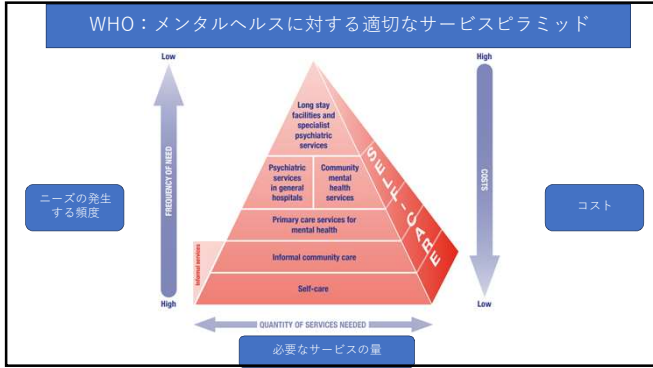 WHO：メンタルヘルスに対する適切なサービスピラミッド
Low
High
Long stay
facilities and
specialist
psychiatric
services
Psychiatric
services
in general
hospitals
Community
mental
health
services
Primary care services for
mental health
Informal community care
Self-care
Informal services
SELF-CARE
FREQUENCY OF NEED
COSTS
ニーズの発生
する頻度
コスト
High
Low
QUANTITY OF SERVICES NEEDED
必要なサービスの量